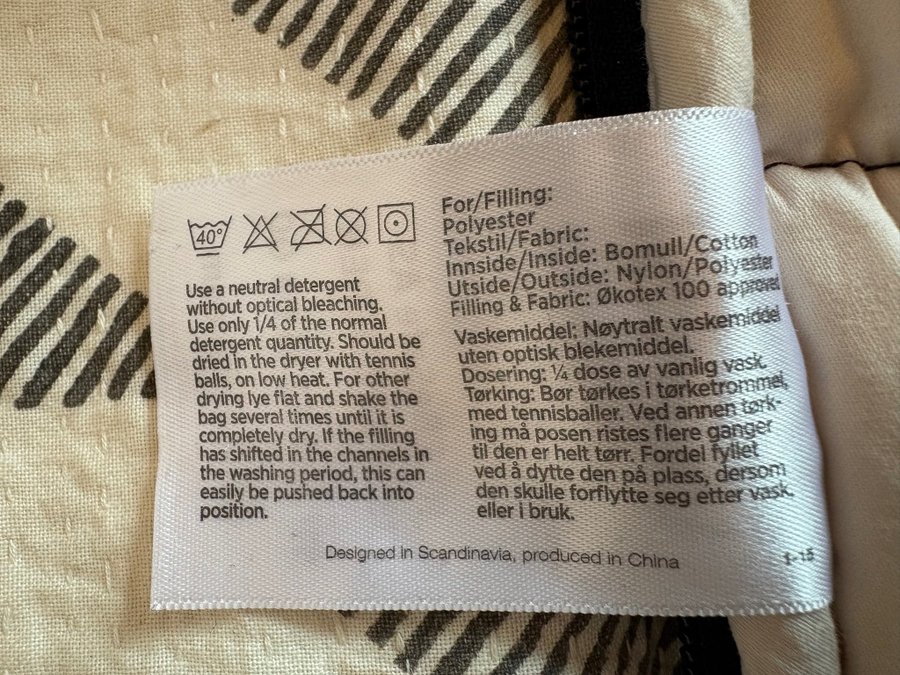 40°
Use a neutral detergent
without optical bleaching.
Use only 1/4 of the normal
detergent quantity. Should be
dried in the dryer with tennis
balls, on low heat. For other
drying lye flat and shake the
bag several times until it is
completely dry. If the filling
has shifted in the channels in
the washing period, this can
easily be pushed back into
position.
For/Filling:
Polyester
Tekstil/Fabric:
Innside/Inside: Bomull/Cotton
Utside/Outside: Nylon/Polyester
Filling & Fabric: Økotex 100 approved
Vaskemiddel: Nøytralt vaskemiddel
uten optisk blekemiddel.
Dosering: ¼ dose av vanlig vask.
Tørking: Bør tørkes i tørketrommel,
med tennisballer. Ved annen tørk-
ing må posen ristes flere ganger
til den er helt tørr. Fordel fyllet
ved å dytte den på plass, dersom
den skulle forflytte seg etter vask,
eller i bruk.
Designed in Scandinavia, produced in China
1-15